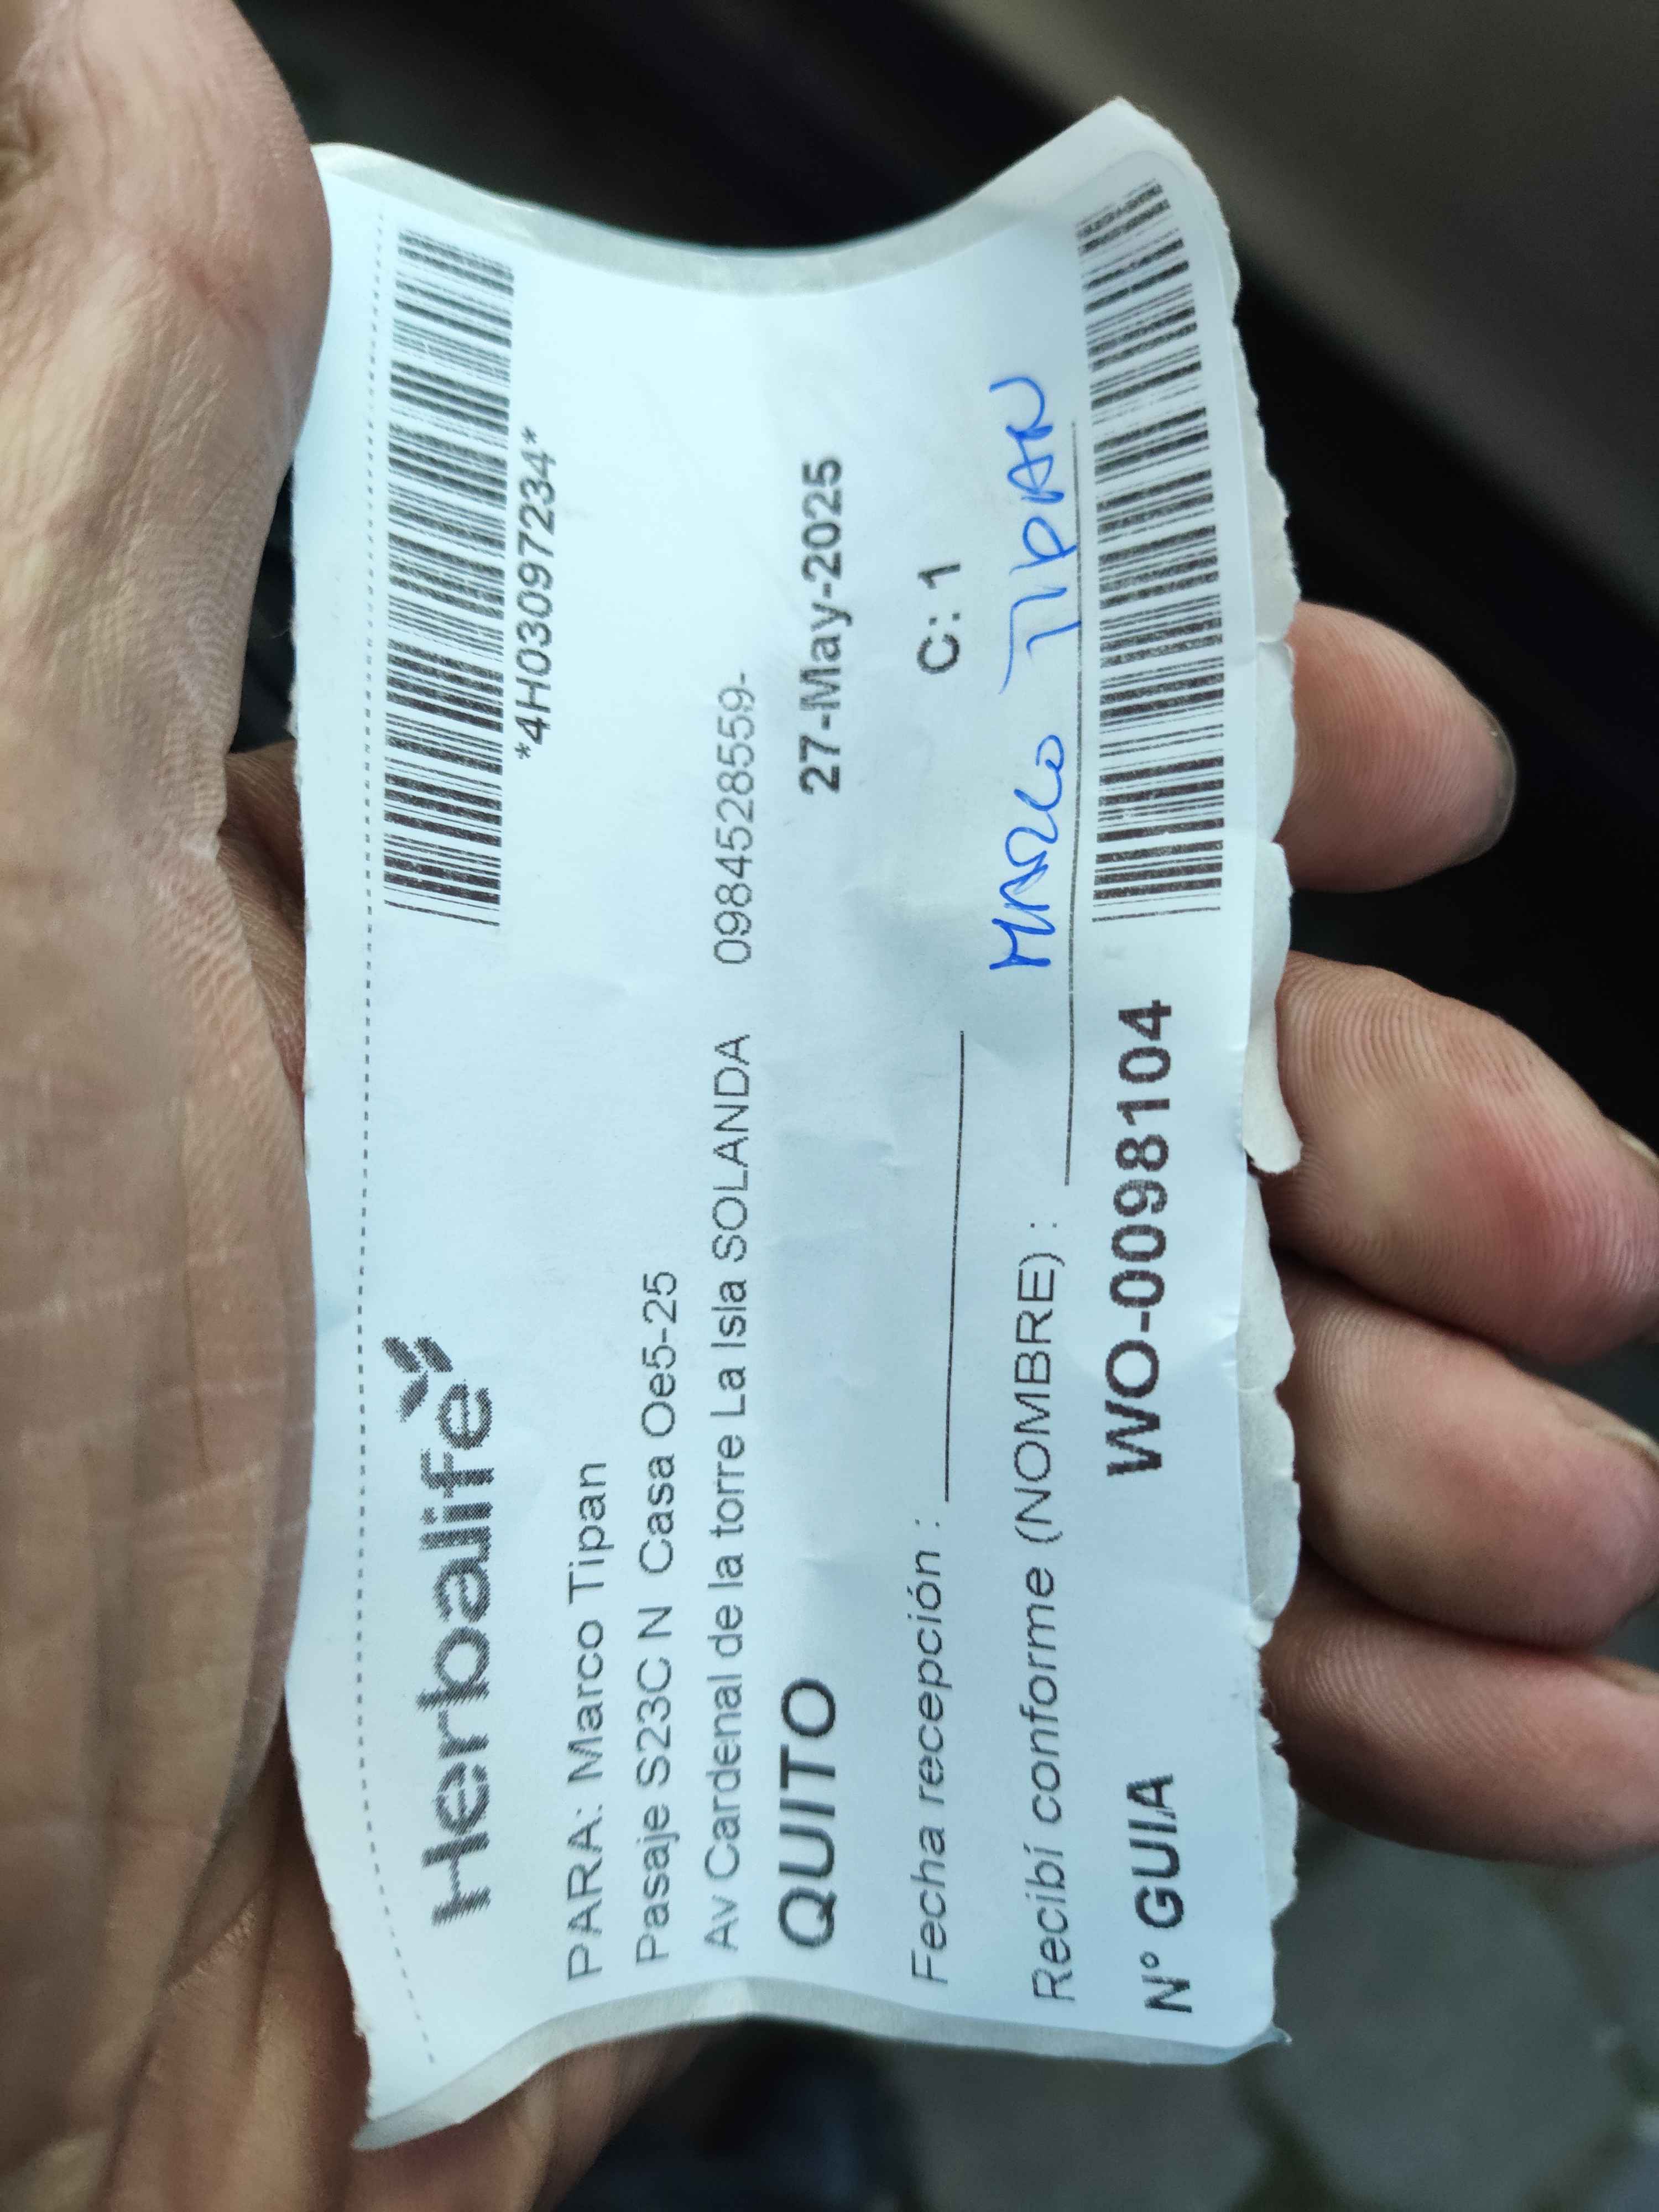 Herbalife
*4H03097234*
PARA: Marco Tipan
Pasaje S23C N Casa Oe5-25
Av Cardenal de la torre La Isla SOLANDA 0984528559-
QUITO 27-May-2025
Fecha recepción : C: 1
Recibí conforme (NOMBRE) : MARCO TIPAN
N° GUIA WO-0098104